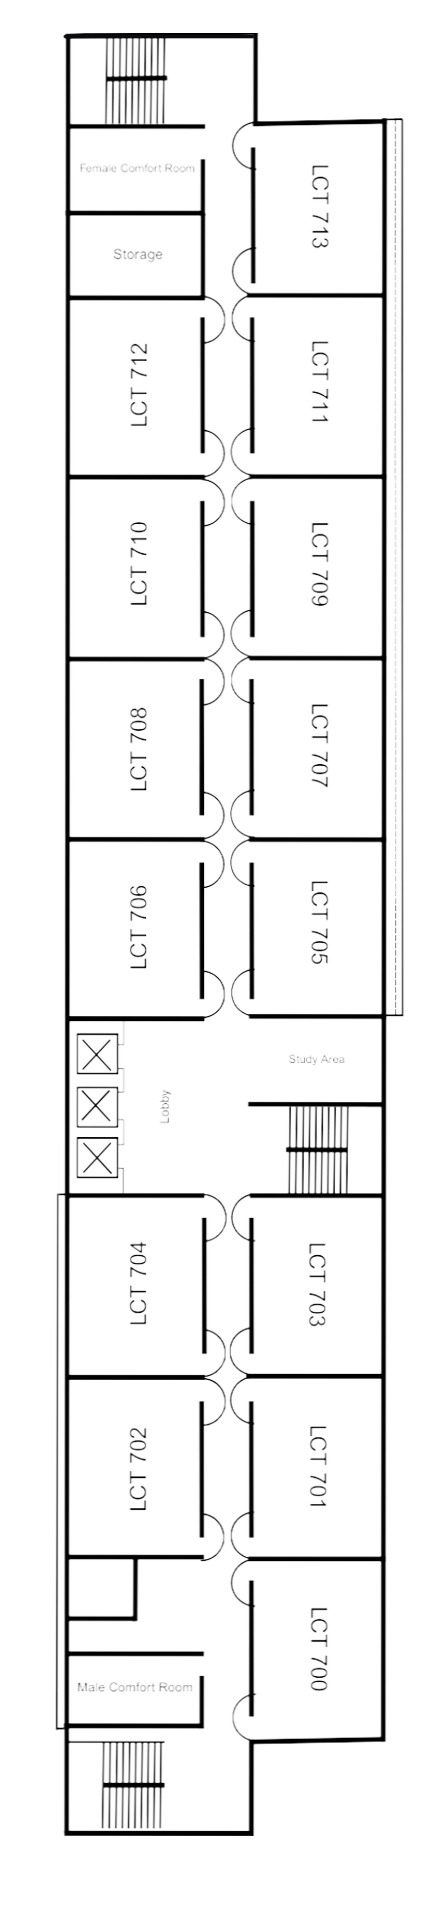 Female Comfort Room
LCT 713
Storage
LCT 712
LCT 711
LCT 710
LCT 709
LCT 708
LCT 707
LCT 706
LCT 705
Study Area
Lobby
LCT 704
LCT 703
LCT 702
LCT 701
LCT 700
Male Comfort Room